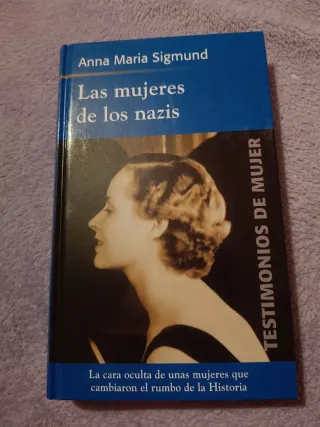 Anna Maria Sigmund
Las mujeres
de los nazis
TESTIMONIOS DE MUJER
La cara oculta de unas mujeres que
cambiaron el rumbo de la Historia